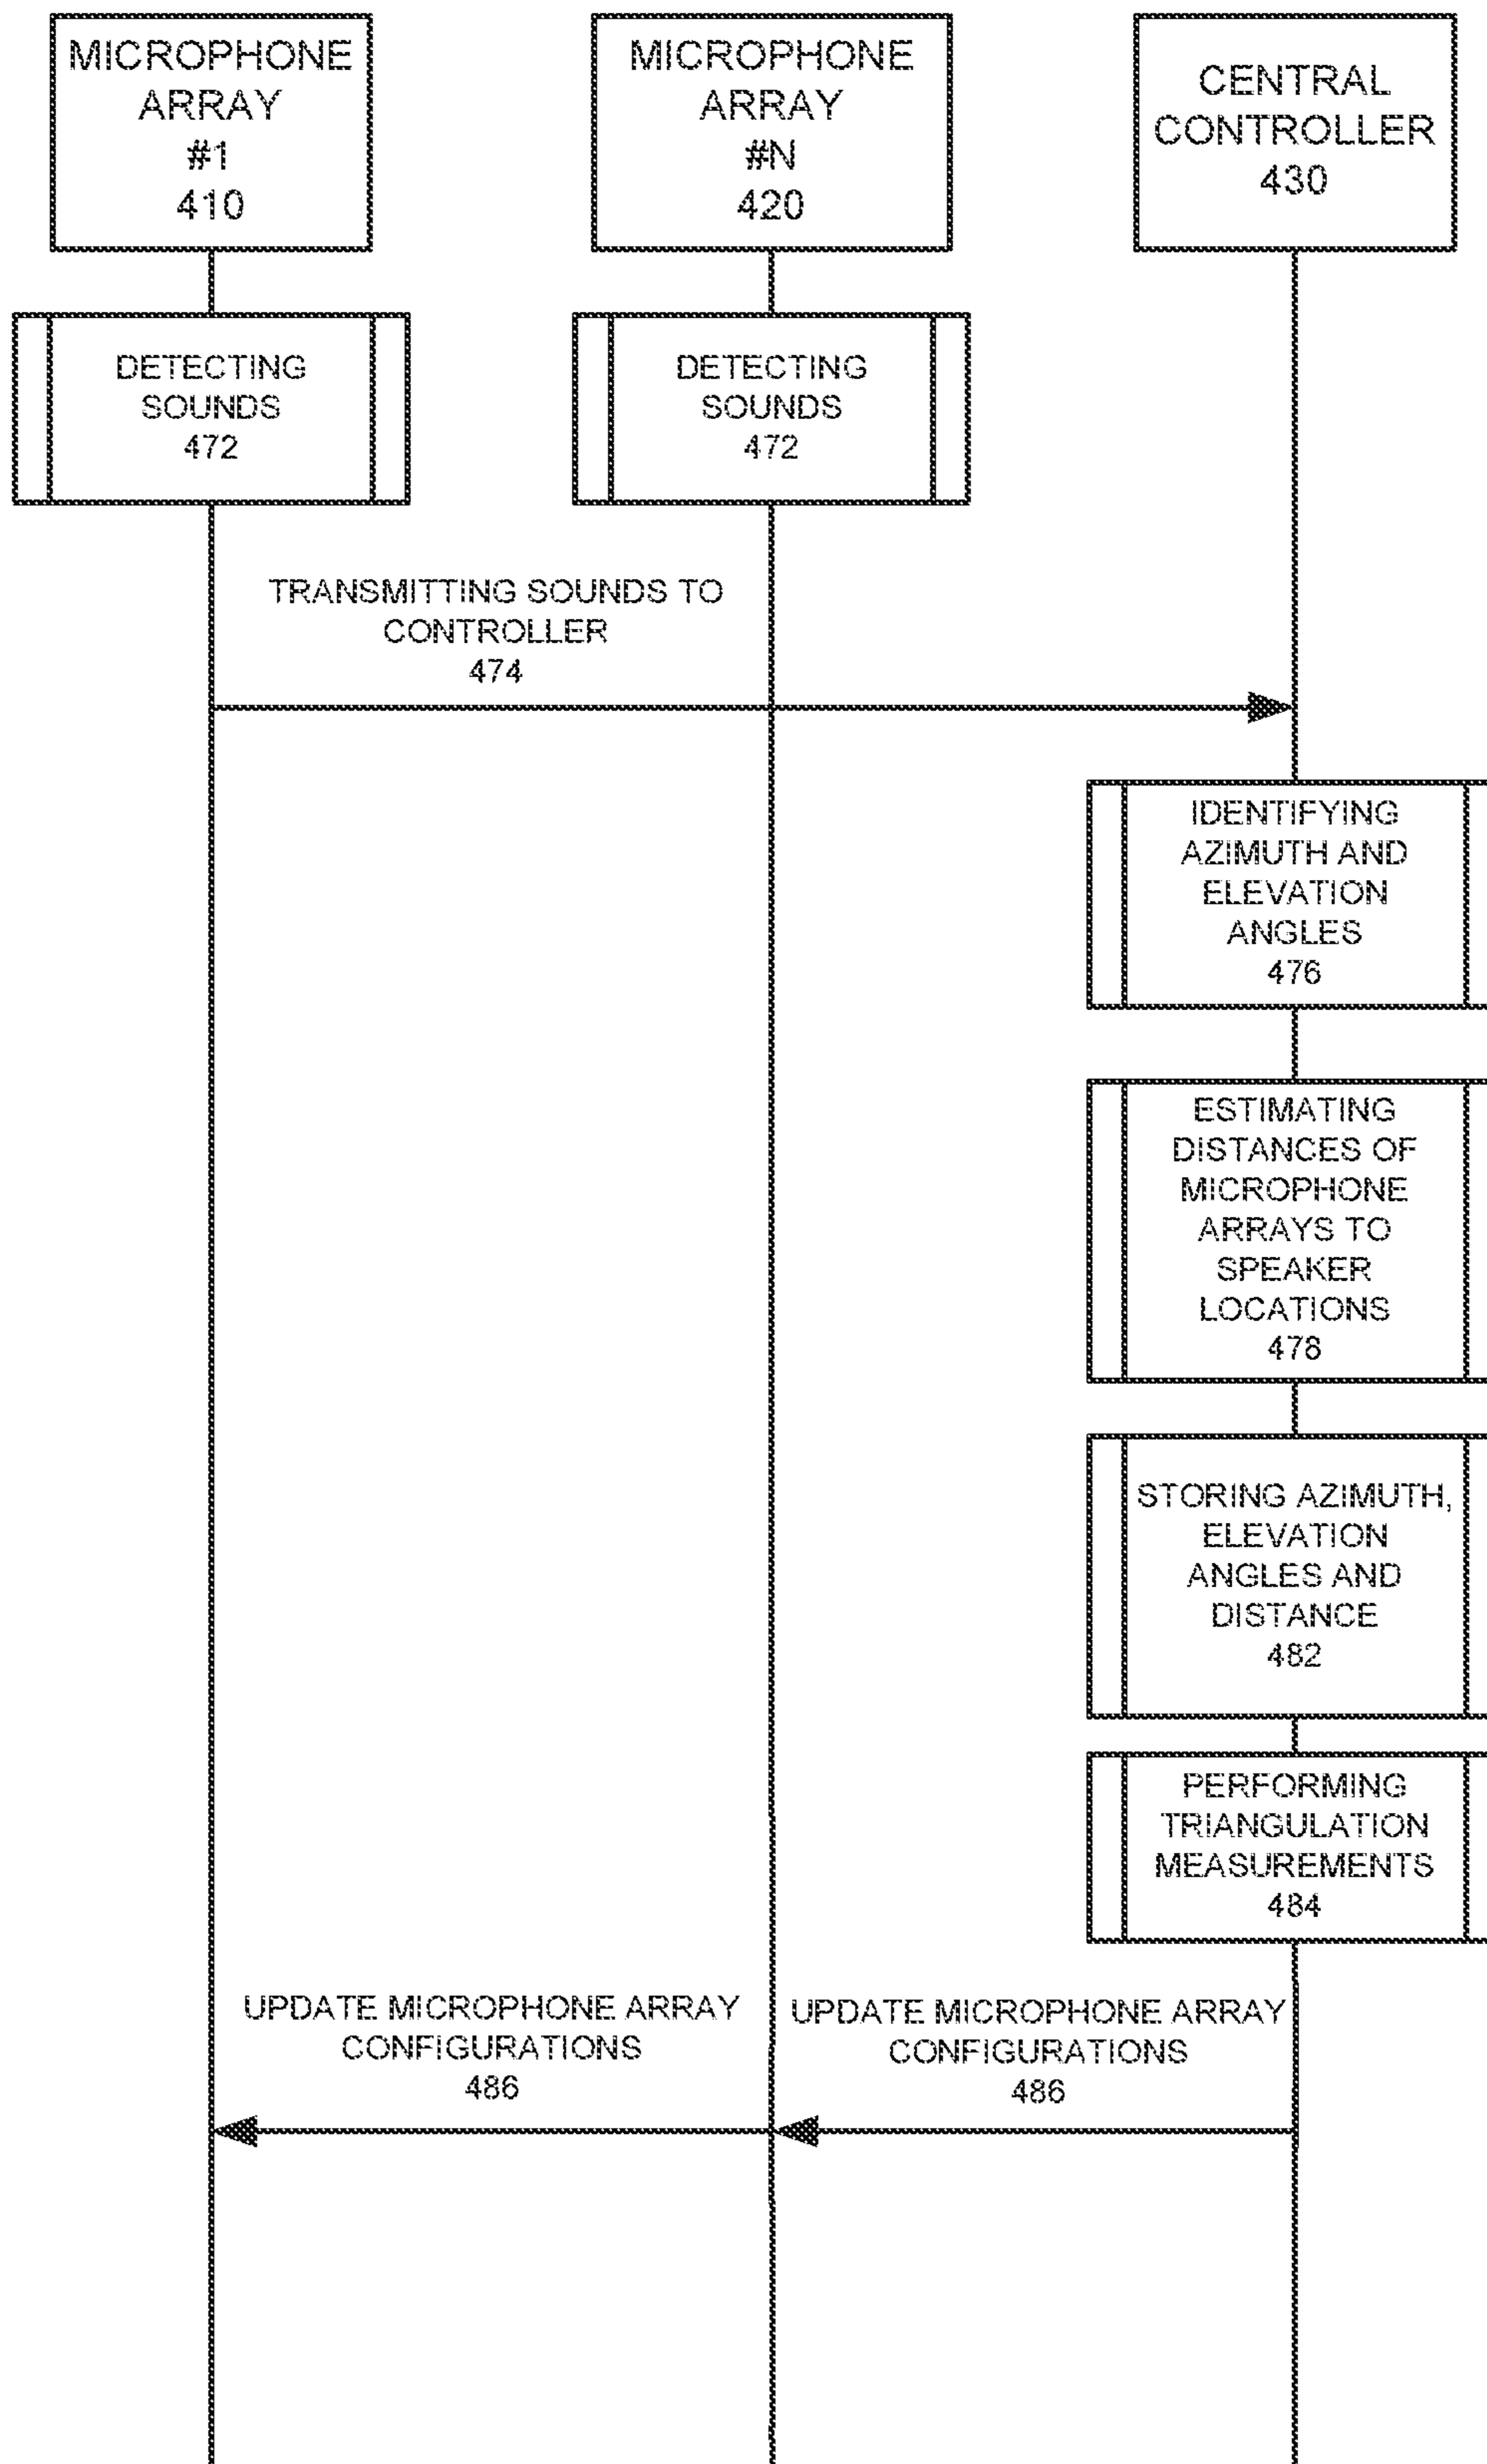 MICROPHONE
ARRAY
#1
410
MICROPHONE
ARRAY
#N
420
CENTRAL
CONTROLLER
430
DETECTING
SOUNDS
472
DETECTING
SOUNDS
472
TRANSMITTING SOUNDS TO
CONTROLLER
474
IDENTIFYING
AZIMUTH AND
ELEVATION
ANGLES
476
ESTIMATING
DISTANCES OF
MICROPHONE
ARRAYS TO
SPEAKER
LOCATIONS
478
STORING AZIMUTH,
ELEVATION
ANGLES AND
DISTANCE
482
PERFORMING
TRIANGULATION
MEASUREMENTS
484
UPDATE MICROPHONE ARRAY
CONFIGURATIONS
486
UPDATE MICROPHONE ARRAY
CONFIGURATIONS
486